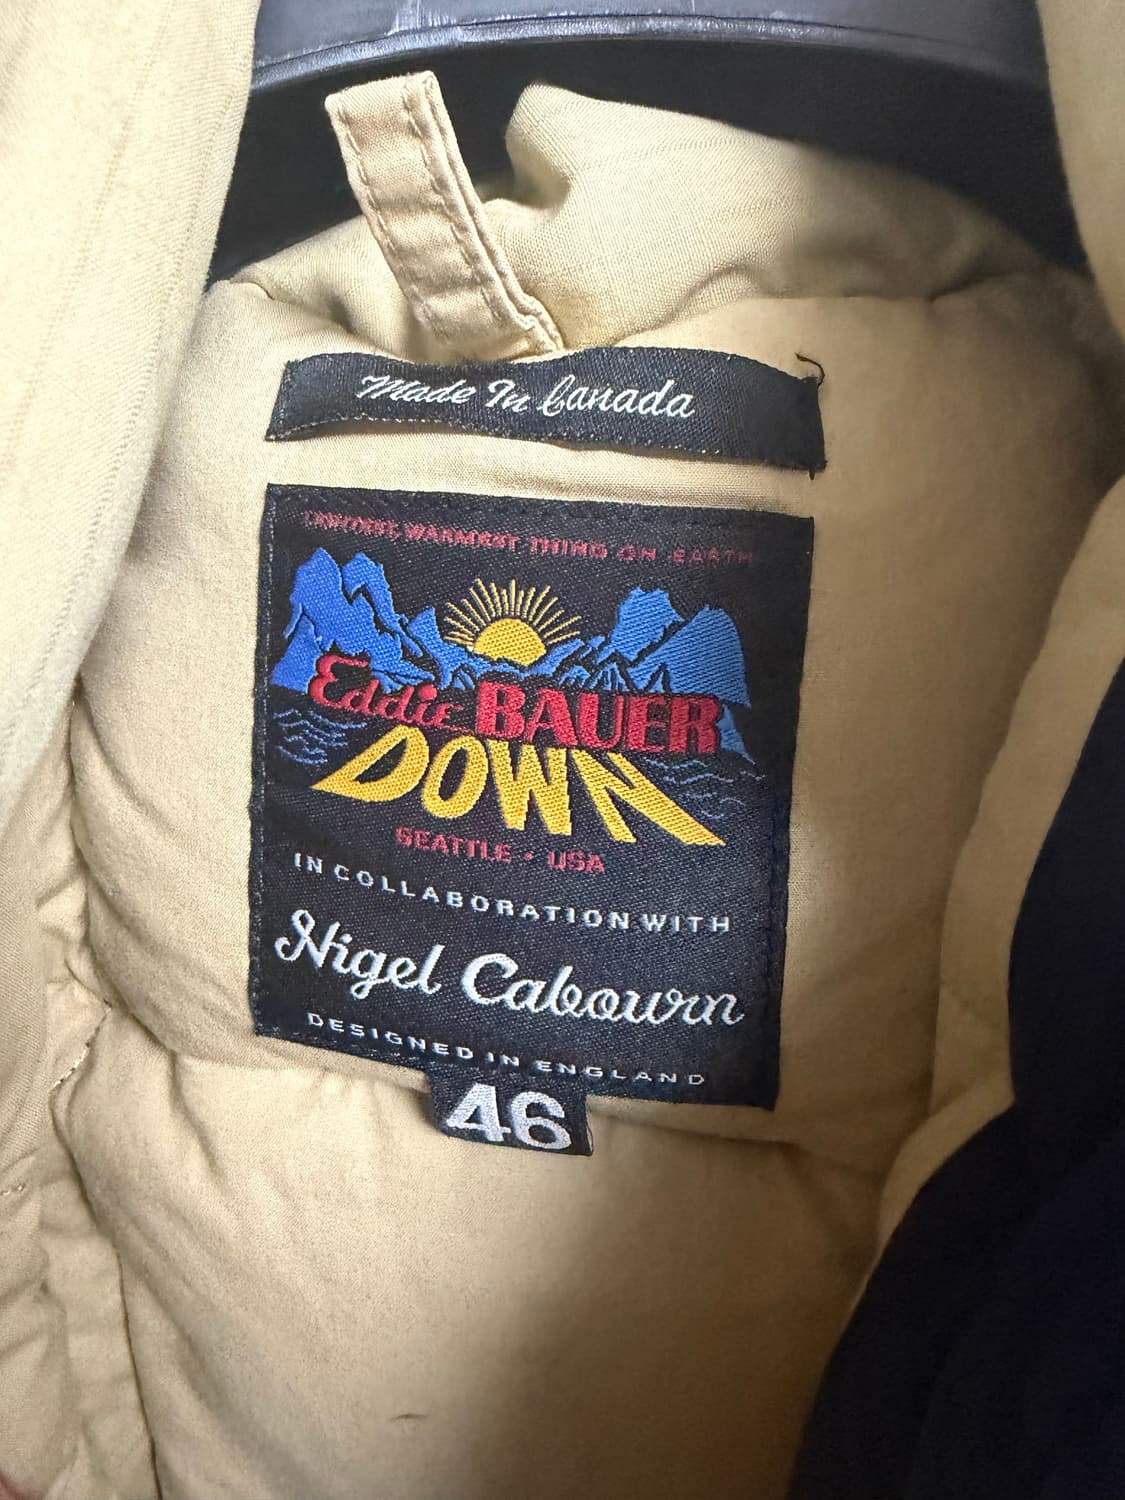 Made In Canada
LIGHTEST, WARMEST THING ON EARTH
Eddie BAUER
DOWN
SEATTLE • USA
IN COLLABORATION WITH
Nigel Cabourn
DESIGNED IN ENGLAND
46